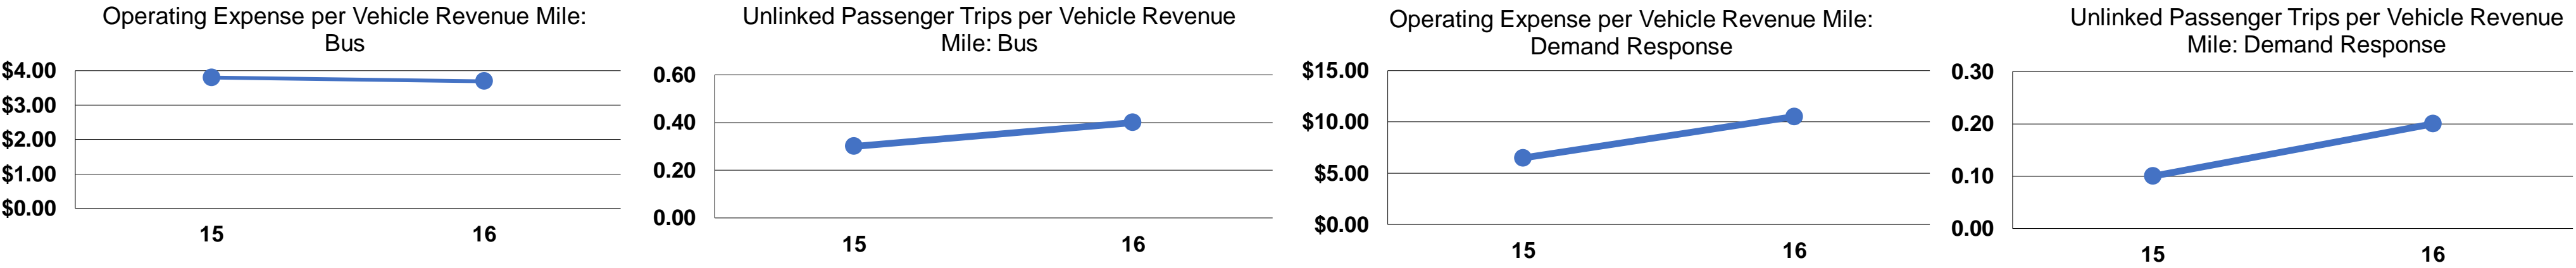 Operating Expense per Vehicle Revenue Mile:
Bus
$4.00
$3.00
$2.00
$1.00
$0.00
15 16
Unlinked Passenger Trips per Vehicle Revenue
Mile: Bus
0.60
0.40
0.20
0.00
15 16
Operating Expense per Vehicle Revenue Mile:
Demand Response
$15.00
$10.00
$5.00
$0.00
15 16
Unlinked Passenger Trips per Vehicle Revenue
Mile: Demand Response
0.30
0.20
0.10
0.00
15 16